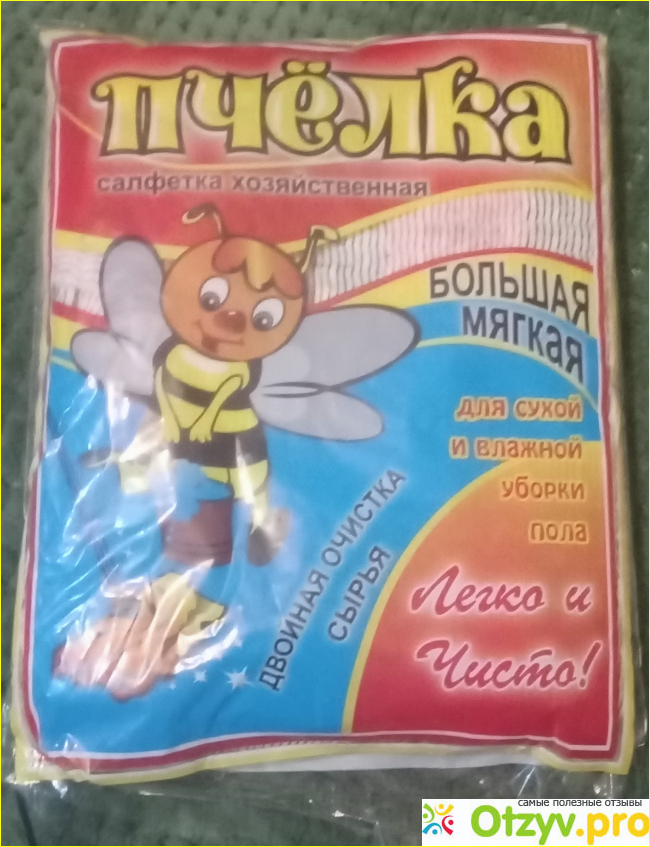 ПЧЁЛКА
салфетка хозяйственная
БОЛЬШАЯ
МЯГКАЯ
для сухой
и влажной
уборки
пола
ДВОЙНАЯ ОЧИСТКА
СЫРЬЯ
Легко и
Чисто!
самые полезные отзывы
Otzyv.pro